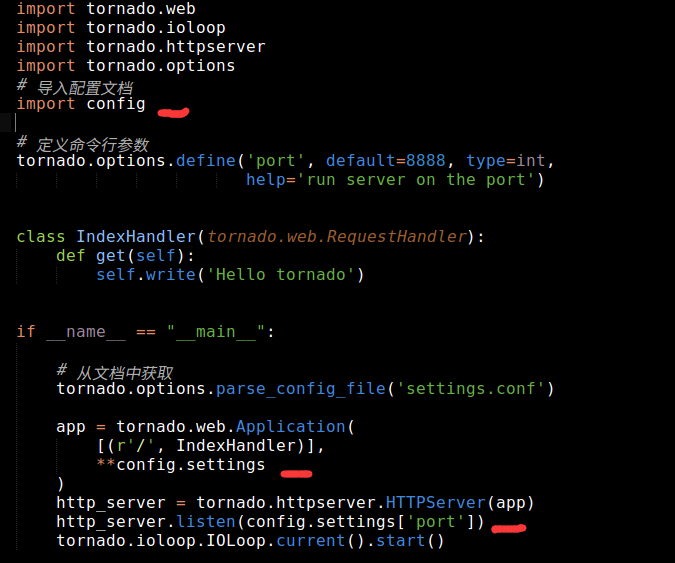 import tornado.web
import tornado.ioloop
import tornado.httpserver
import tornado.options
# 导入配置文档
import config
# 定义命令行参数
tornado.options.define('port', default=8888, type=int,
help='run server on the port')
class IndexHandler(tornado.web.RequestHandler):
def get(self):
self.write('Hello tornado')
if __name__ == "__main__":
# 从文档中获取
tornado.options.parse_config_file('settings.conf')
app = tornado.web.Application(
[(r'/', IndexHandler)],
**config.settings
)
http_server = tornado.httpserver.HTTPServer(app)
http_server.listen(config.settings['port'])
tornado.ioloop.IOLoop.current().start()